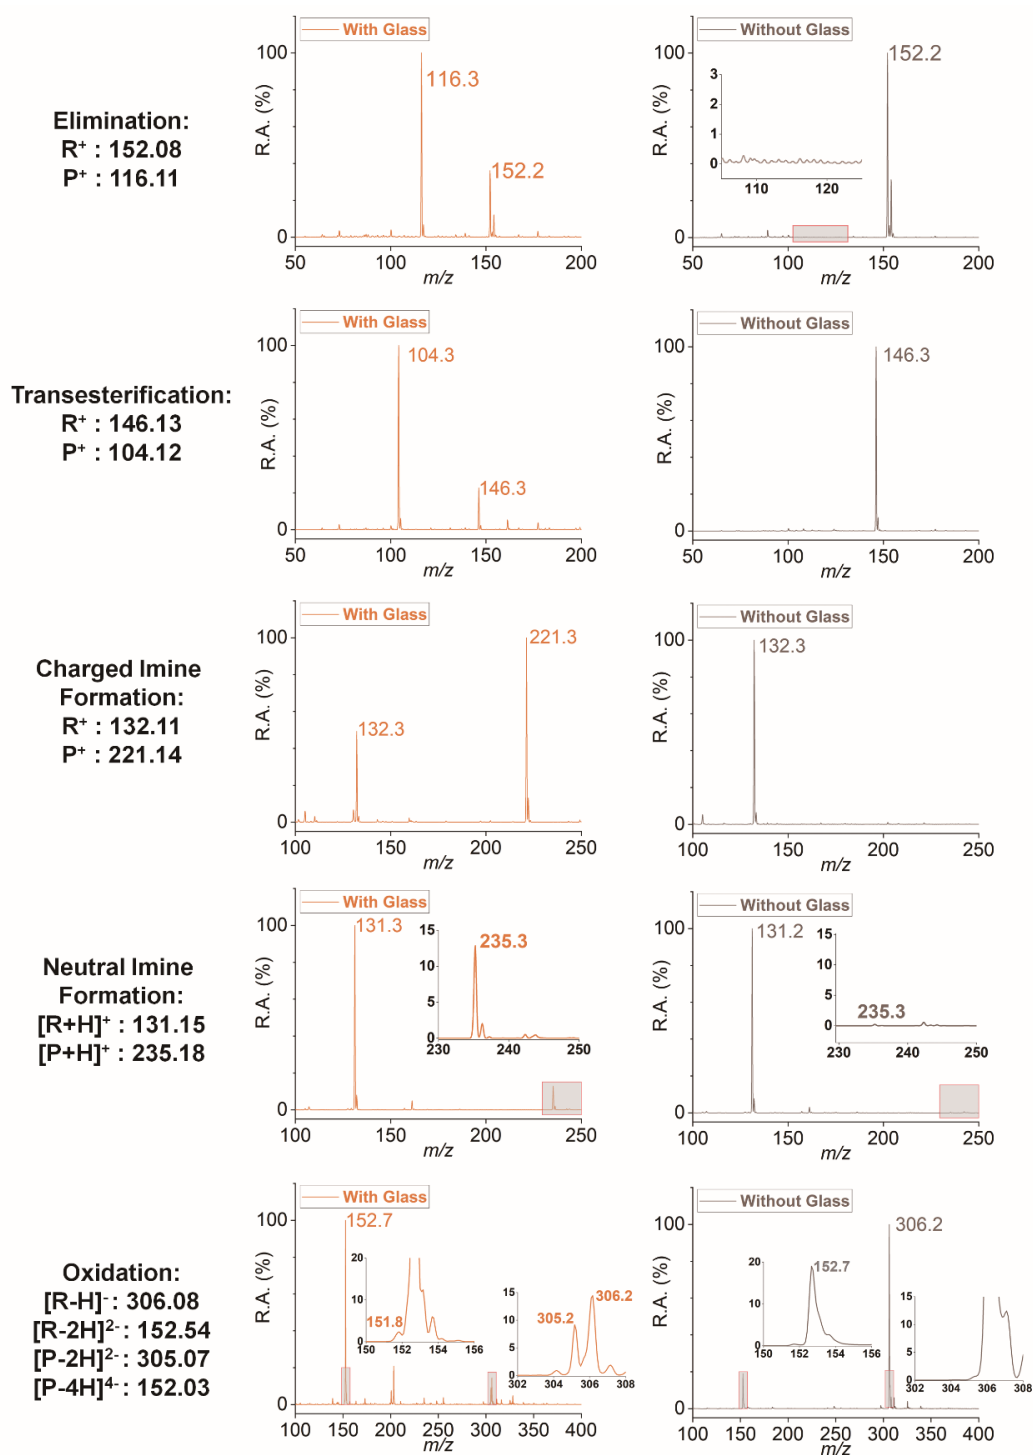 Elimination:
R⁺ : 152.08
P⁺ : 116.11
With Glass
R.A. (%)
100
0
116.3
152.2
50 100 150 200
m/z
Without Glass
R.A. (%)
100
0
152.2
3
2
1
0
110 120
50 100 150 200
m/z
Transesterification:
R⁺ : 146.13
P⁺ : 104.12
With Glass
R.A. (%)
100
0
104.3
146.3
50 100 150 200
m/z
Without Glass
R.A. (%)
100
0
146.3
50 100 150 200
m/z
Charged Imine
Formation:
R⁺ : 132.11
P⁺ : 221.14
With Glass
R.A. (%)
100
0
221.3
132.3
100 150 200 250
m/z
Without Glass
R.A. (%)
100
0
132.3
100 150 200 250
m/z
Neutral Imine
Formation:
[R+H]⁺ : 131.15
[P+H]⁺ : 235.18
With Glass
R.A. (%)
100
0
131.3
15
10
5
0
235.3
230 240 250
100 150 200 250
m/z
Without Glass
R.A. (%)
100
0
131.2
15
10
5
0
235.3
230 240 250
100 150 200 250
m/z
Oxidation:
[R-H]⁻ : 306.08
[R-2H]²⁻ : 152.54
[P-2H]²⁻ : 305.07
[P-4H]⁴⁻ : 152.03
With Glass
R.A. (%)
100
0
152.7
20
10
0
151.8
150 152 154 156
15
10
5
0
305.2
306.2
302 304 306 308
100 150 200 250 300 350 400
m/z
Without Glass
R.A. (%)
100
0
306.2
20
10
0
152.7
150 152 154 156
15
10
5
0
302 304 306 308
100 150 200 250 300 350 400
m/z